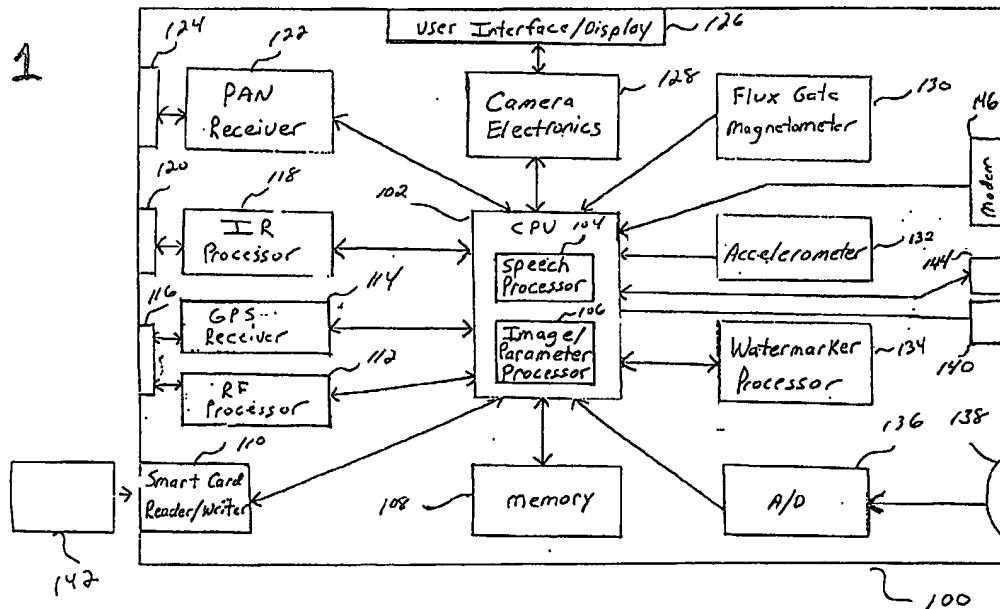 1
User Interface/Display
126
124
122
PAN
Receiver
128
Camera
Electronics
Flux Gate
Magnetometer
130
146
Modem
120
118
IR
Processor
102
CPU
104
Speech
Processor
106
Image/
Parameter
Processor
Accelerometer
132
144
116
114
GPS
Receiver
112
RF
Processor
Watermarker
Processor
134
140
110
Smart Card
Reader/Writer
142
108
memory
136
A/D
138
100